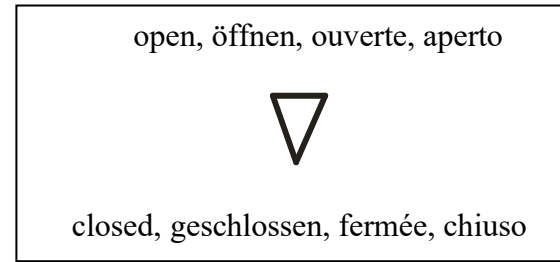 open, öffnen, ouverte, aperto
closed, geschlossen, fermée, chiuso